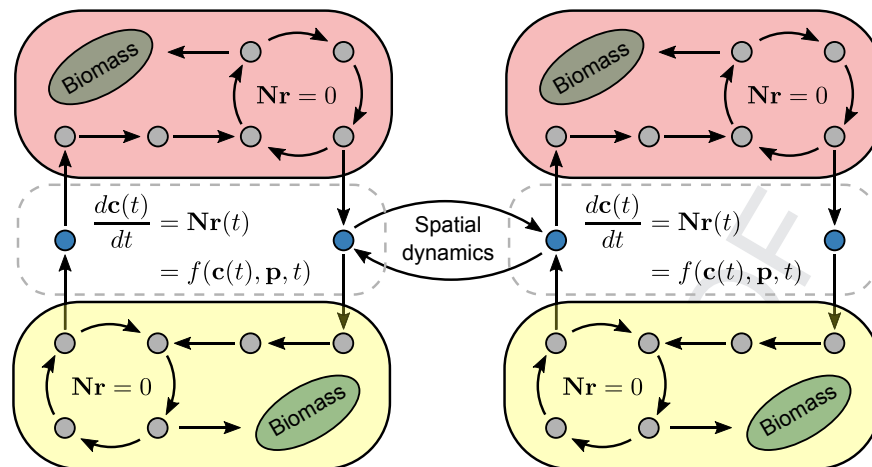 Biomass
Nr = 0
Biomass
Nr = 0
dc(t)/dt = Nr(t)
= f(c(t), p, t)
Spatial
dynamics
dc(t)/dt = Nr(t)
= f(c(t), p, t)
Nr = 0
Biomass
Nr = 0
Biomass